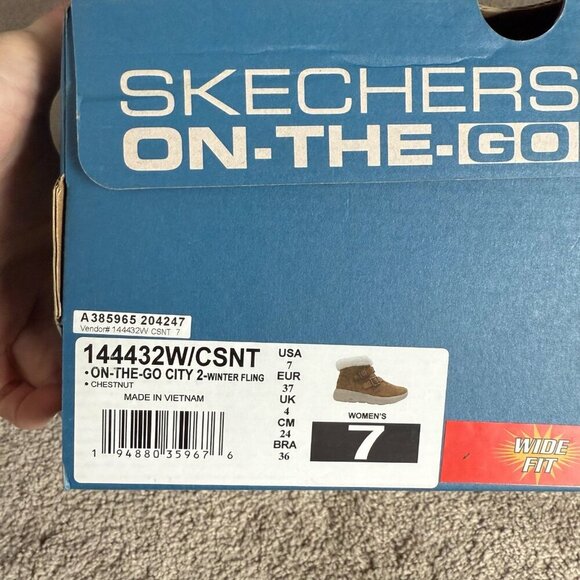 SKECHERS
ON-THE-GO
A385965 204247
Vendor# 144432W CSNT 7
144432W/CSNT
• ON-THE-GO CITY 2-WINTER FLING
• CHESTNUT
MADE IN VIETNAM
1 94880 35967 6
USA
7
EUR
37
UK
4
CM
24
BRA
36
WOMEN'S
7
WIDE
FIT